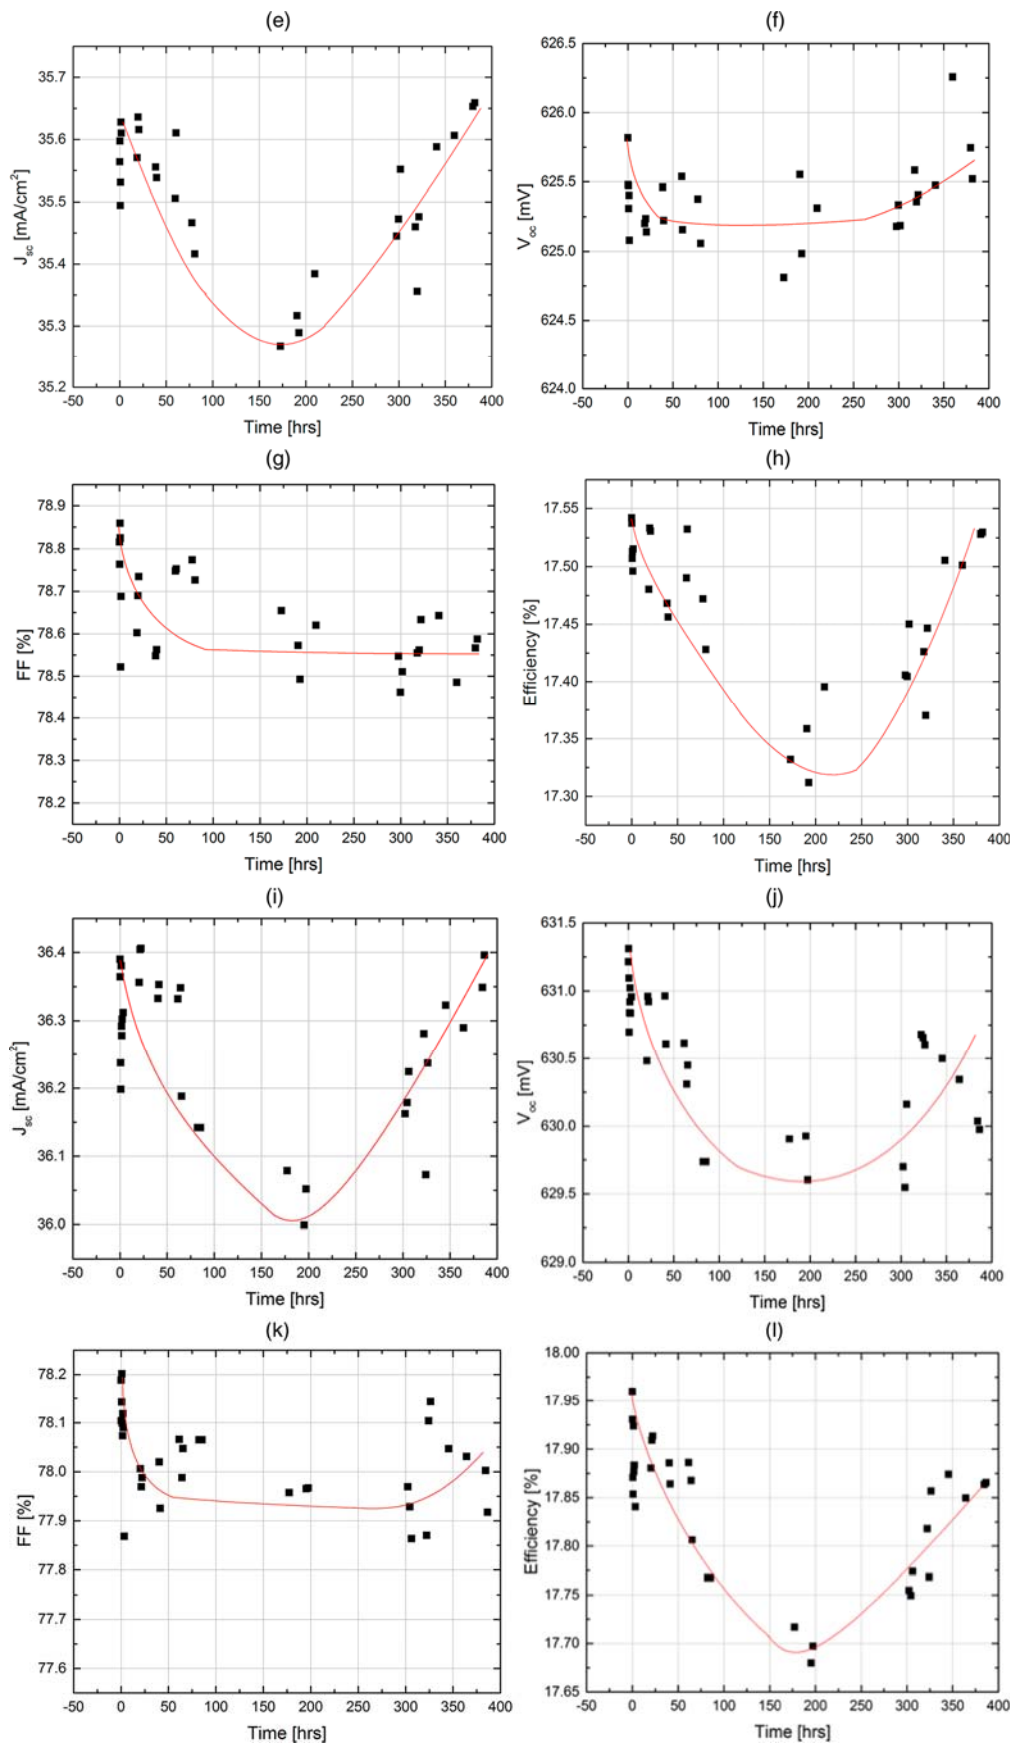 (e)
35.7
35.6
35.5
35.4
35.3
35.2
J_sc [mA/cm²]
-50 0 50 100 150 200 250 300 350 400
Time [hrs]
(f)
626.5
626.0
625.5
625.0
624.5
624.0
V_oc [mV]
-50 0 50 100 150 200 250 300 350 400
Time [hrs]
(g)
78.9
78.8
78.7
78.6
78.5
78.4
78.3
78.2
FF [%]
-50 0 50 100 150 200 250 300 350 400
Time [hrs]
(h)
17.55
17.50
17.45
17.40
17.35
17.30
Efficiency [%]
-50 0 50 100 150 200 250 300 350 400
Time [hrs]
(i)
36.4
36.3
36.2
36.1
36.0
J_sc [mA/cm²]
-50 0 50 100 150 200 250 300 350 400
Time [hrs]
(j)
631.5
631.0
630.5
630.0
629.5
629.0
V_oc [mV]
-50 0 50 100 150 200 250 300 350 400
Time [hrs]
(k)
78.2
78.1
78.0
77.9
77.8
77.7
77.6
FF [%]
-50 0 50 100 150 200 250 300 350 400
Time [hrs]
(l)
18.00
17.95
17.90
17.85
17.80
17.75
17.70
17.65
Efficiency [%]
-50 0 50 100 150 200 250 300 350 400
Time [hrs]